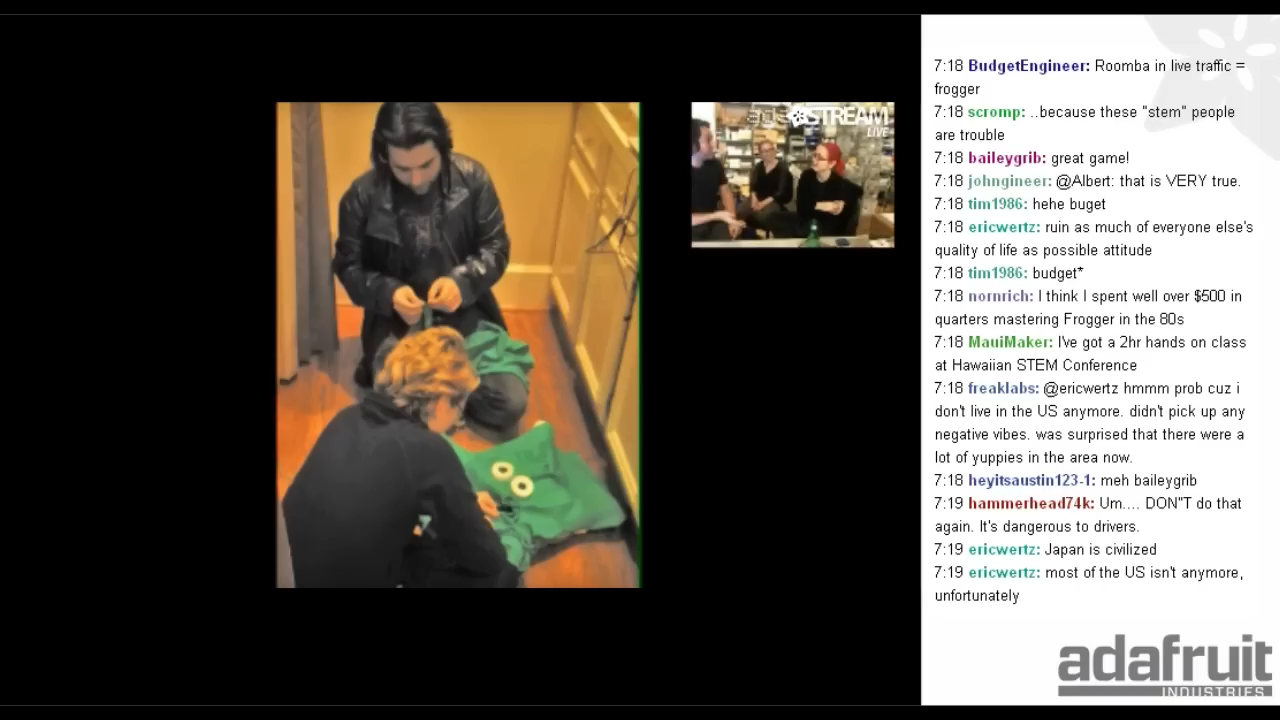 STREAM
LIVE
7:18 BudgetEngineer: Roomba in live traffic =
frogger
7:18 scromp: ..because these "stem" people
are trouble
7:18 baileygrib: great game!
7:18 johngineer: @Albert: that is VERY true.
7:18 tim1986: hehe buget
7:18 ericwertz: ruin as much of everyone else's
quality of life as possible attitude
7:18 tim1986: budget*
7:18 nornrich: I think I spent well over $500 in
quarters mastering Frogger in the 80s
7:18 MauiMaker: I've got a 2hr hands on class
at Hawaiian STEM Conference
7:18 freaklabs: @ericwertz hmmm prob cuz i
don't live in the US anymore. didn't pick up any
negative vibes. was surprised that there were a
lot of yuppies in the area now.
7:18 heyitsaustin123-1: meh baileygrib
7:19 hammerhead74k: Um.... DON"T do that
again. It's dangerous to drivers.
7:19 ericwertz: Japan is civilized
7:19 ericwertz: most of the US isn't anymore,
unfortunately
adafruit
INDUSTRIES